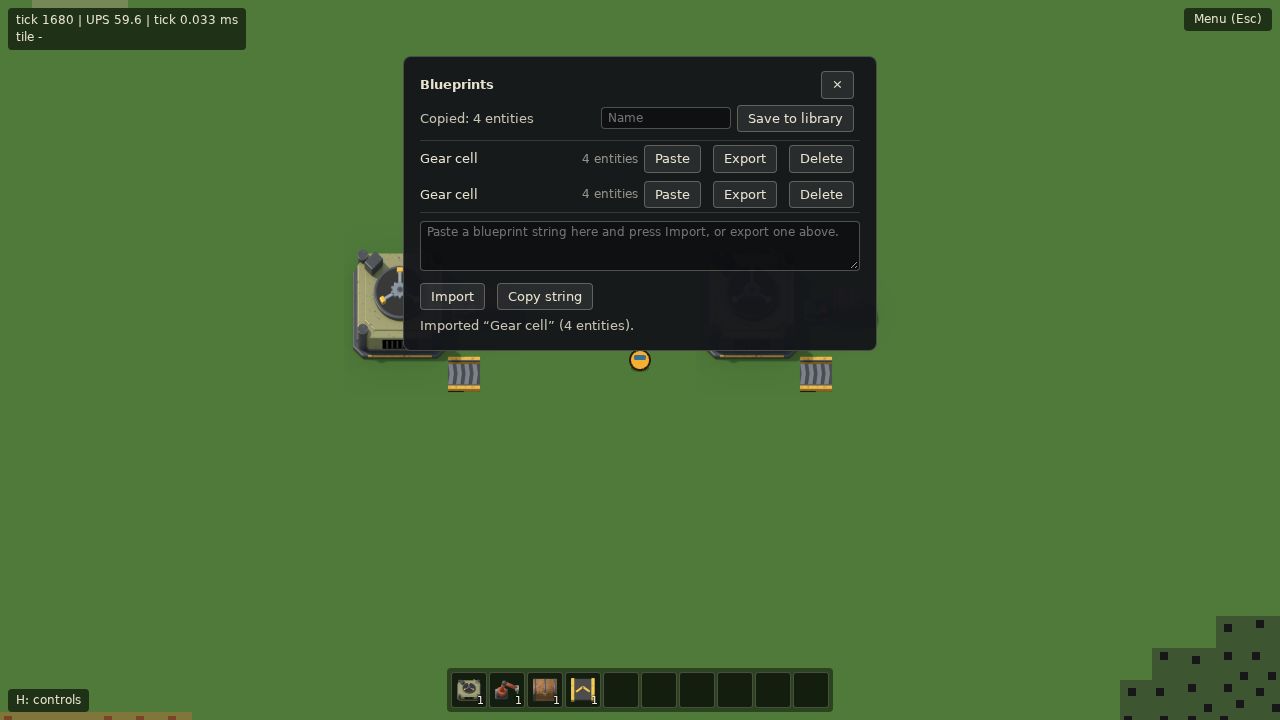 tick 1680 | UPS 59.6 | tick 0.033 ms
tile -
Menu (Esc)
Blueprints
✕
Copied: 4 entities
Name
Save to library
Gear cell
4 entities
Paste
Export
Delete
Gear cell
4 entities
Paste
Export
Delete
Paste a blueprint string here and press Import, or export one above.
Import
Copy string
Imported “Gear cell” (4 entities).
H: controls
1
1
1
1